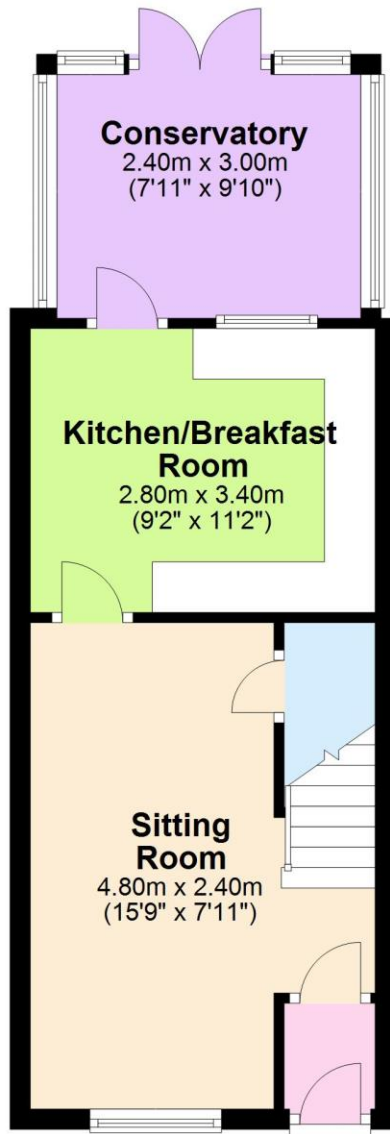 Conservatory
2.40m x 3.00m
(7'11" x 9'10")
Kitchen/Breakfast
Room
2.80m x 3.40m
(9'2" x 11'2")
Sitting
Room
4.80m x 2.40m
(15'9" x 7'11")